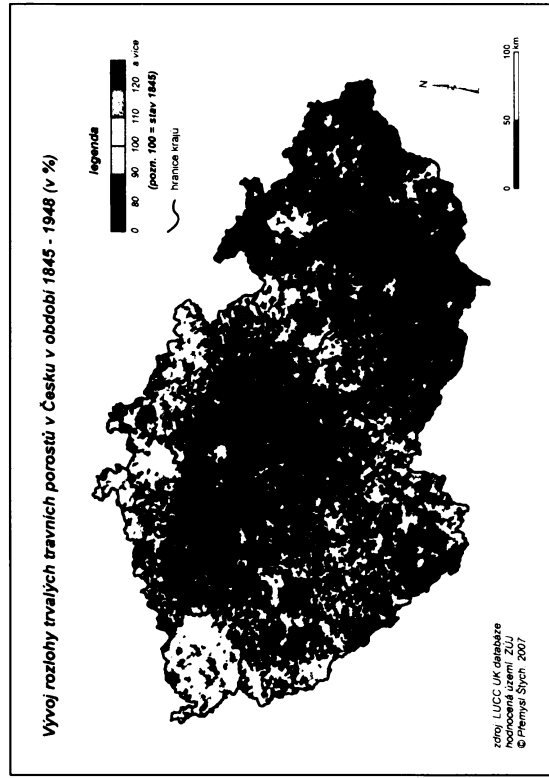 Vývoj rozlohy trvalých travních porostů v Česku v období 1845 - 1948 (v %)
legenda
0 80 90 100 110 120 a více
(pozn. 100 = stav 1845)
hranice krajů
N
0 50 100
km
zdroj LUCC UK databáze
hodnocená území ZÚJ
© Přemysl Štych 2007